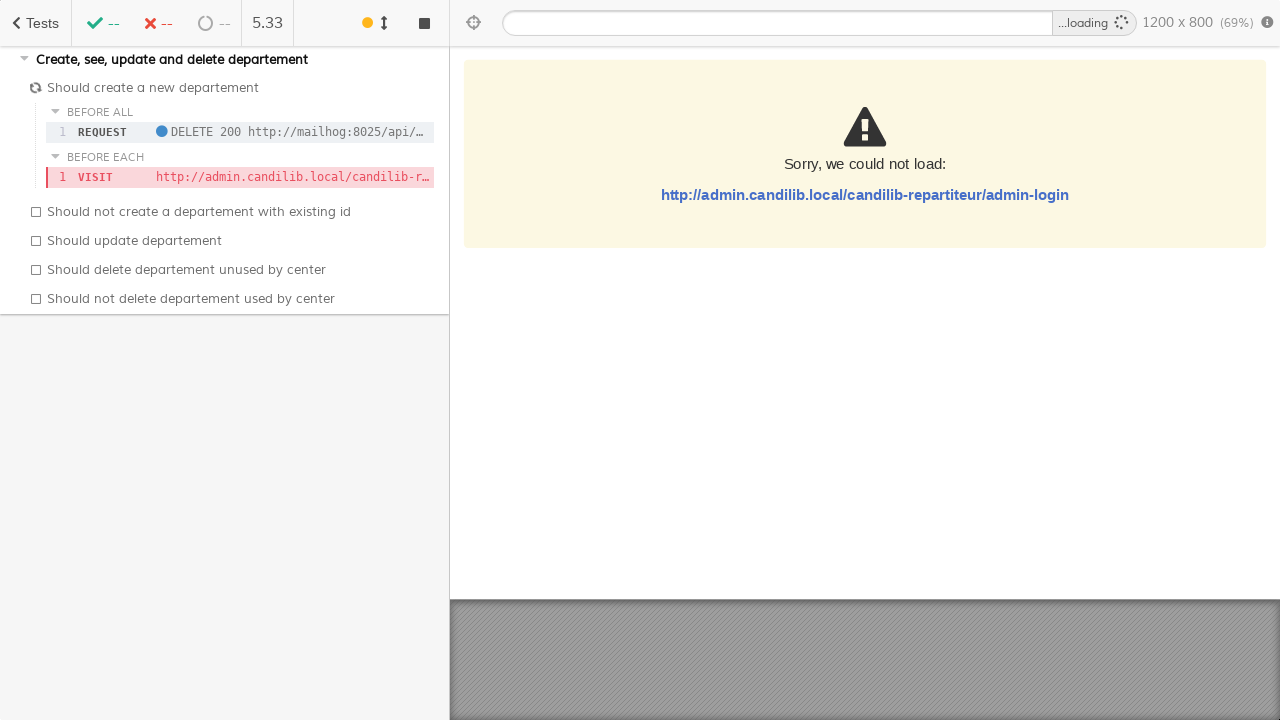 Tests
--
--
--
5.33
...loading
1200 x 800 (69%)
Create, see, update and delete departement
Should create a new departement
BEFORE ALL
1 REQUEST DELETE 200 http://mailhog:8025/api/…
BEFORE EACH
1 VISIT http://admin.candilib.local/candilib-r…
Should not create a departement with existing id
Should update departement
Should delete departement unused by center
Should not delete departement used by center
Sorry, we could not load:
http://admin.candilib.local/candilib-repartiteur/admin-login